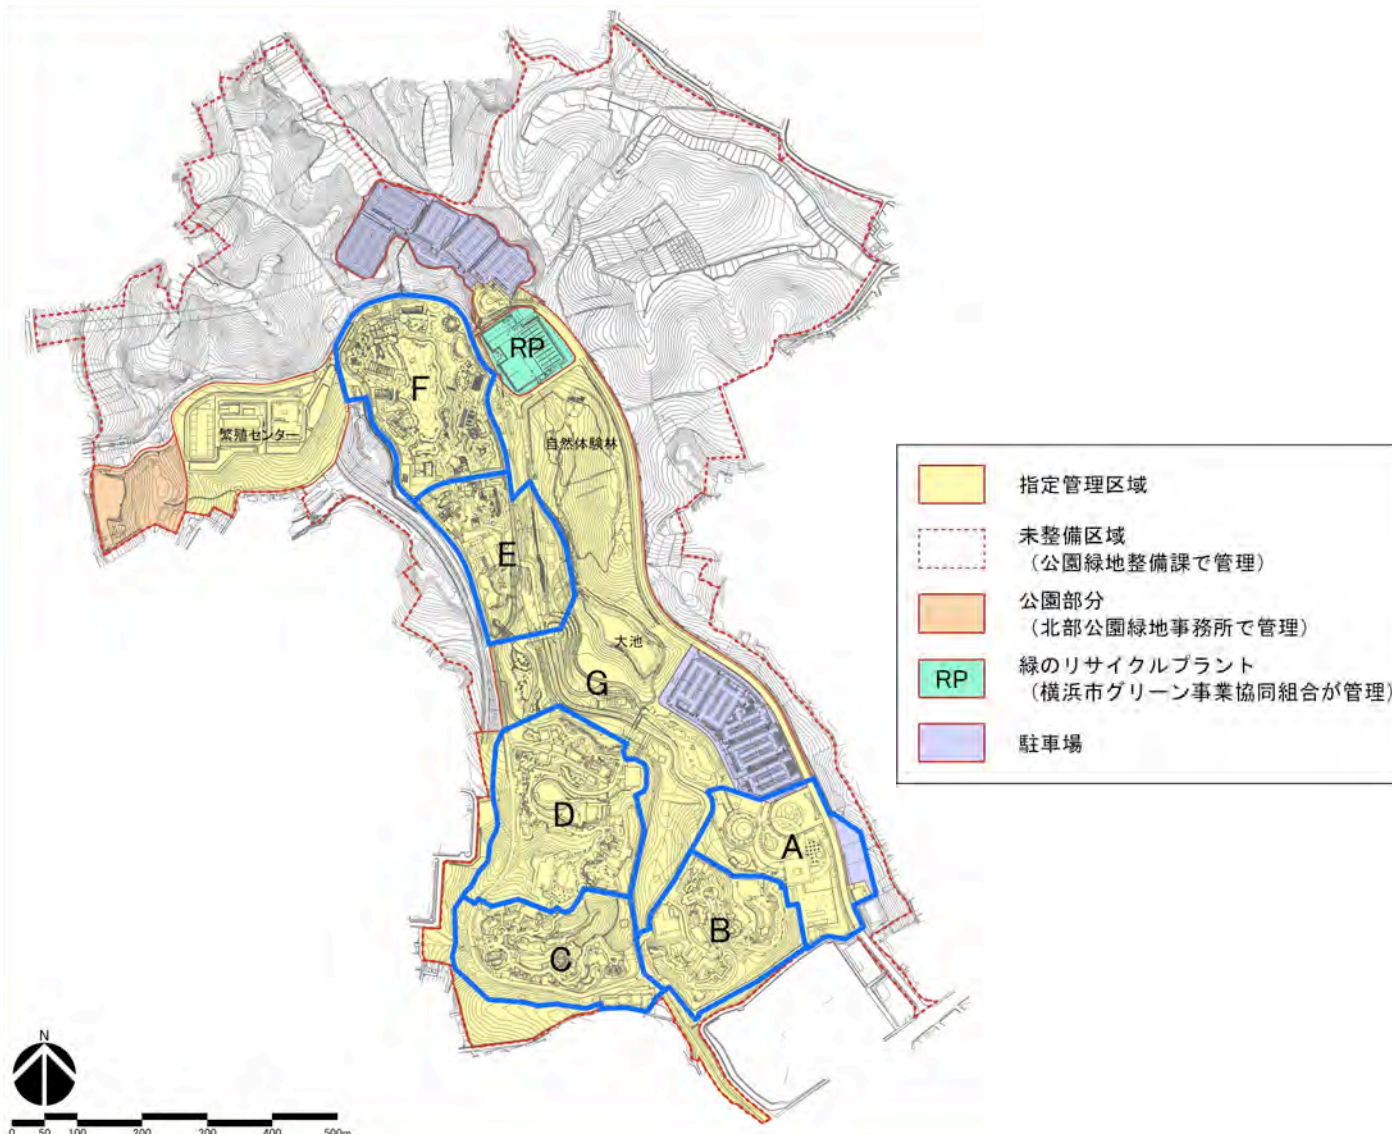 RP
F
繁殖センター
自然体験林
E
大池
G
D
A
B
C
指定管理区域
未整備区域
(公園緑地整備課で管理)
公園部分
(北部公園緑地事務所で管理)
RP
緑のリサイクルプラント
(横浜市グリーン事業協同組合が管理)
駐車場
N
0 50 100 200 300 400 500m